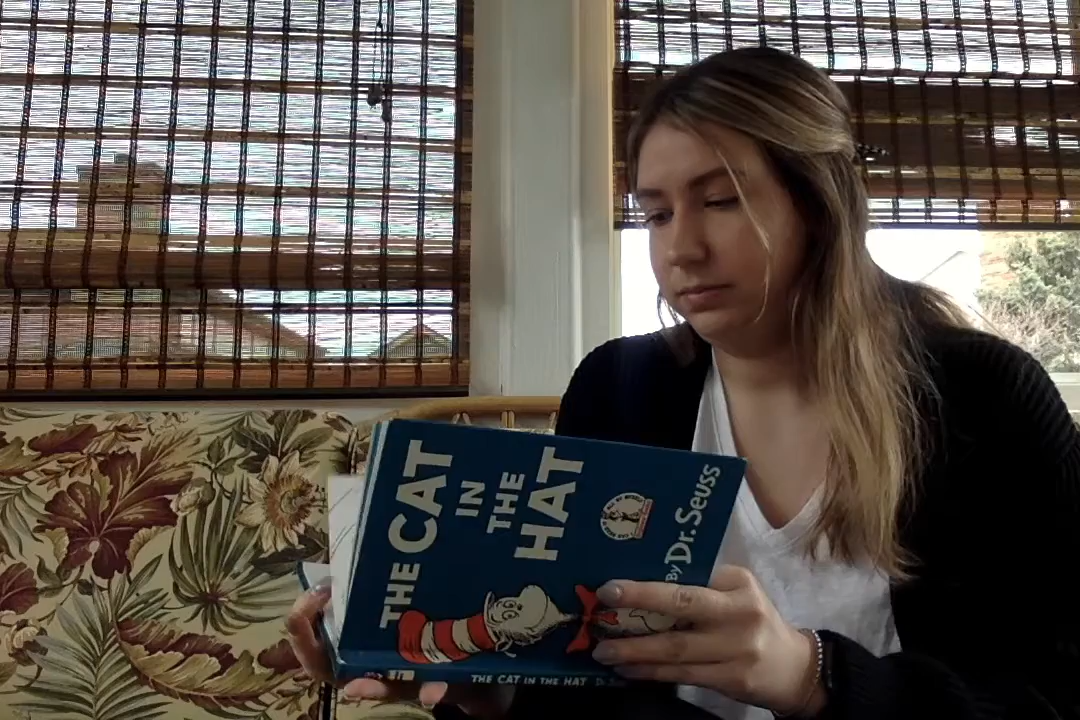 THE CAT
IN
THE
HAT
By Dr. Seuss
THE CAT IN THE HAT